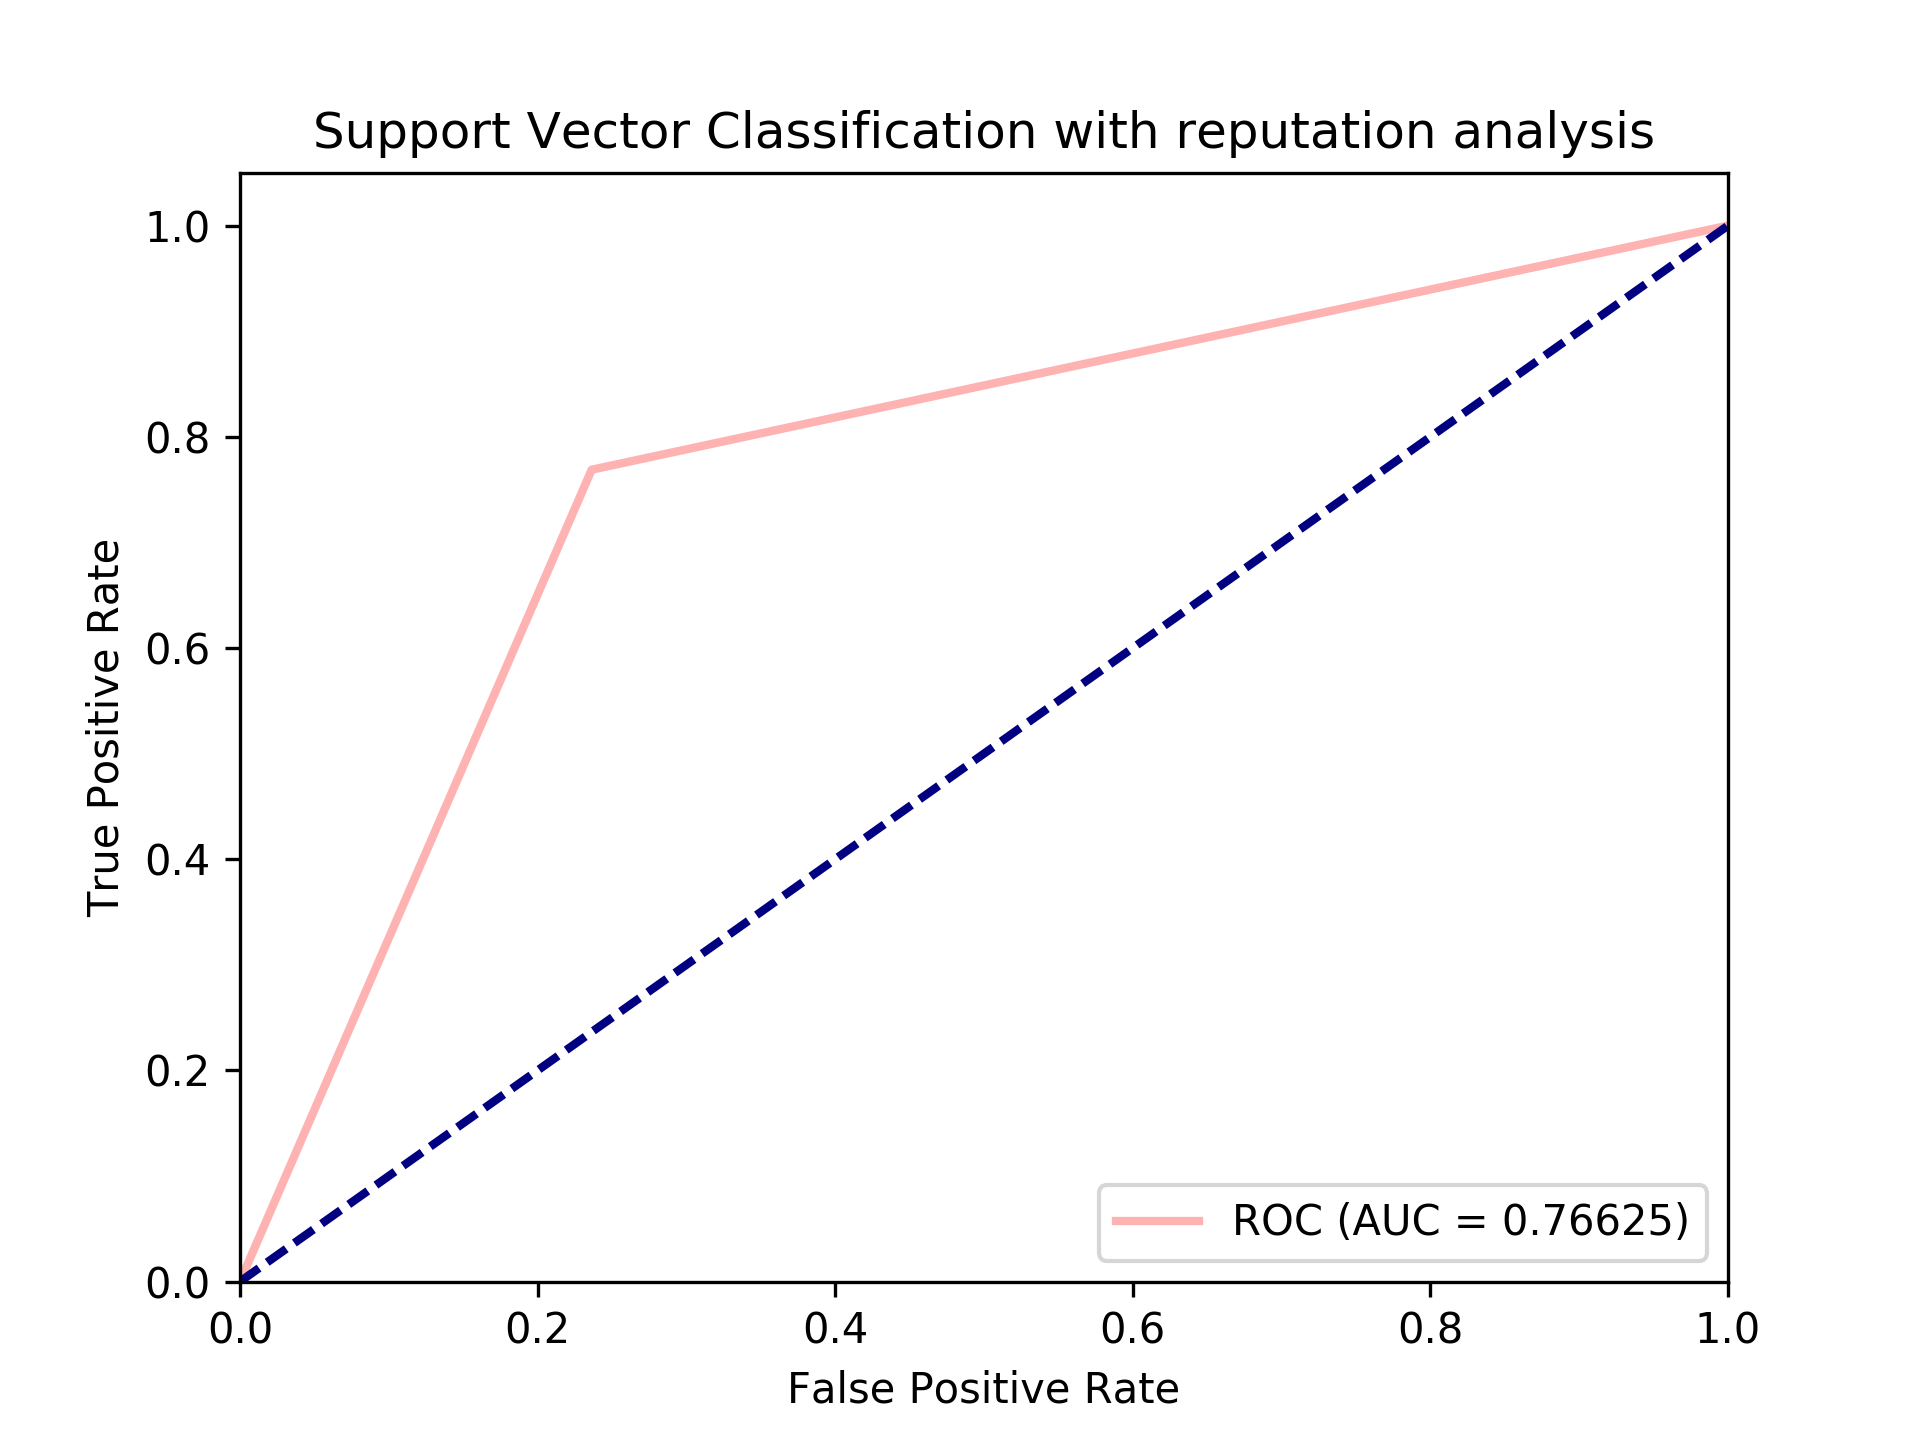 Support Vector Classification with reputation analysis
True Positive Rate
1.0
0.8
0.6
0.4
0.2
0.0
ROC (AUC = 0.76625)
0.0 0.2 0.4 0.6 0.8 1.0
False Positive Rate